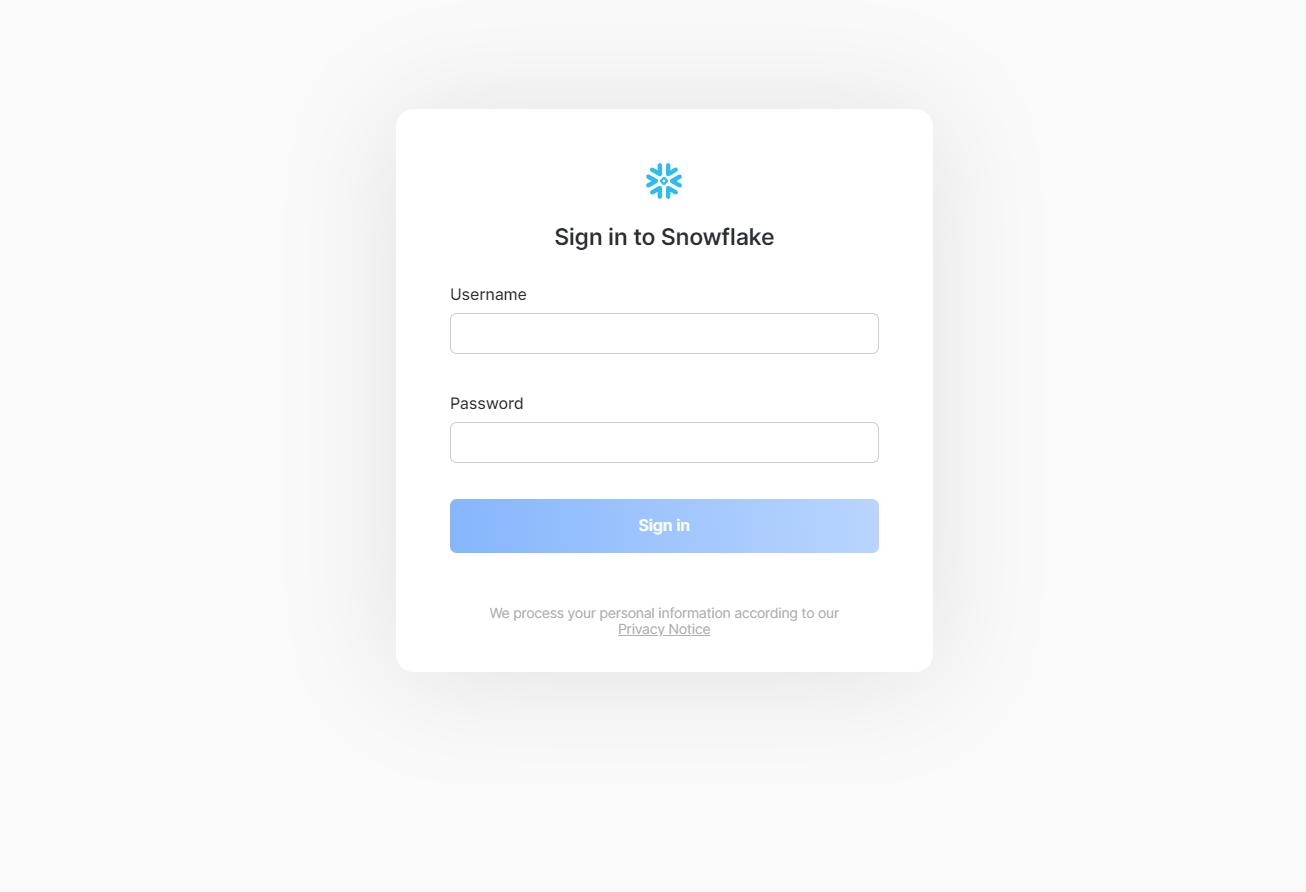 Sign in to Snowflake
Username
Password
Sign in
We process your personal information according to our
Privacy Notice